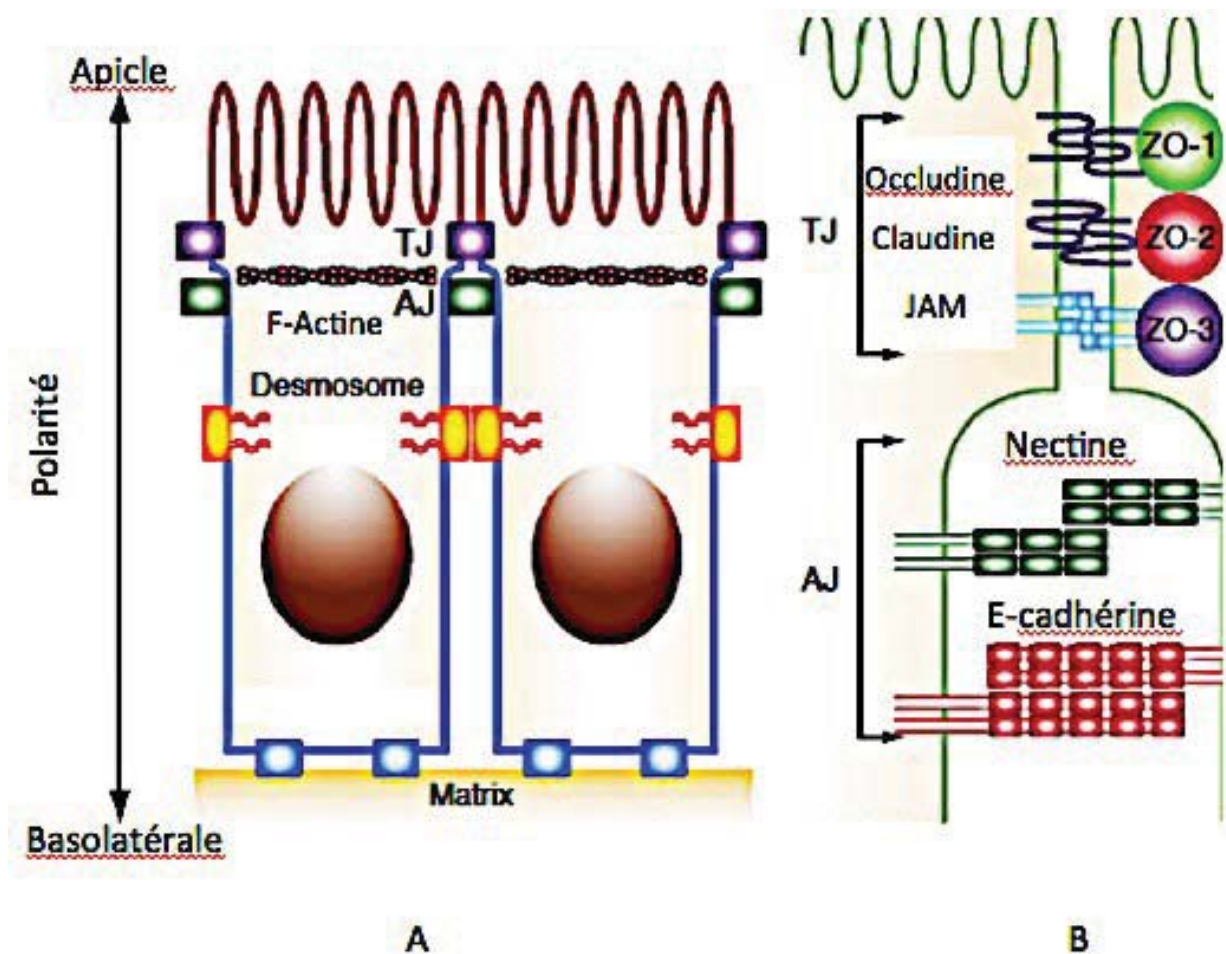 Apicle
TJ
AJ
F-Actine
Desmosome
Polarité
Matrix
Basolatérale
A
TJ
Occludine
Claudine
JAM
ZO-1
ZO-2
ZO-3
AJ
Nectine
E-cadhérine
B